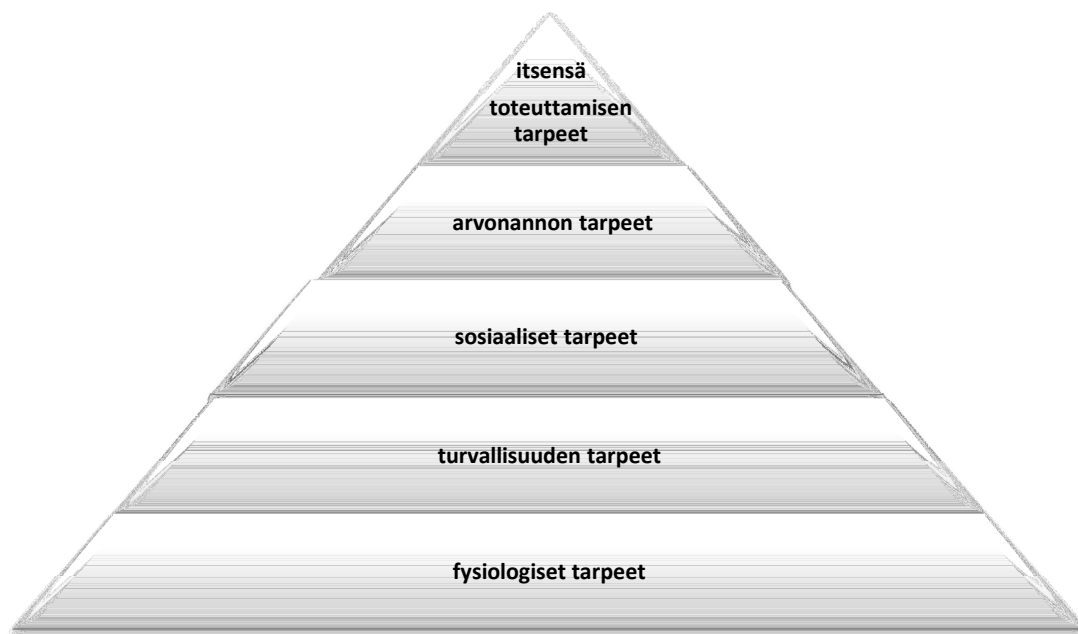 itsensä
toteuttamisen
tarpeet
arvonannon tarpeet
sosiaaliset tarpeet
turvallisuuden tarpeet
fysiologiset tarpeet